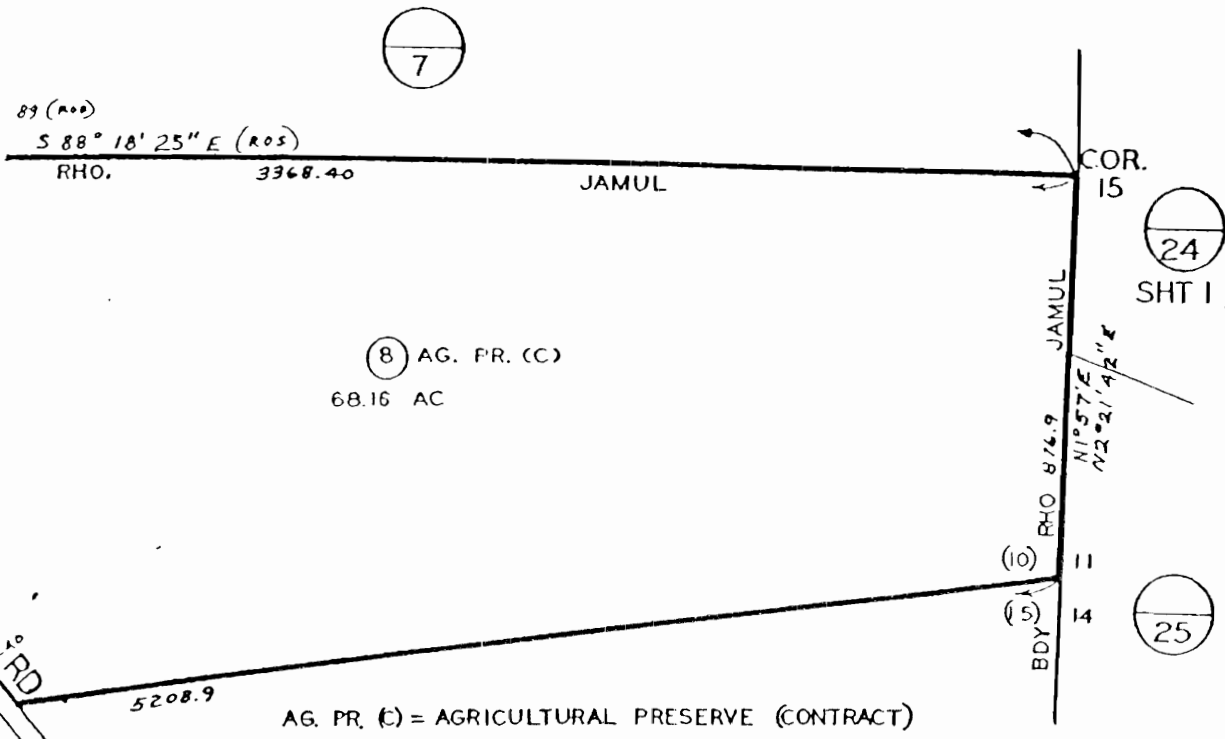 7
89 (ROS)
S 88° 18' 25" E (ROS)
RHO. 3368.40 JAMUL
COR.
15
24
SHT 1
JAMUL
N1°57'E
N2°21'42"E
8 AG. PR. (C)
68.16 AC
RHO 876.9
(10) 11
(15) 14
25
BDY
RD
5208.9
AG. PR. (C) = AGRICULTURAL PRESERVE (CONTRACT)